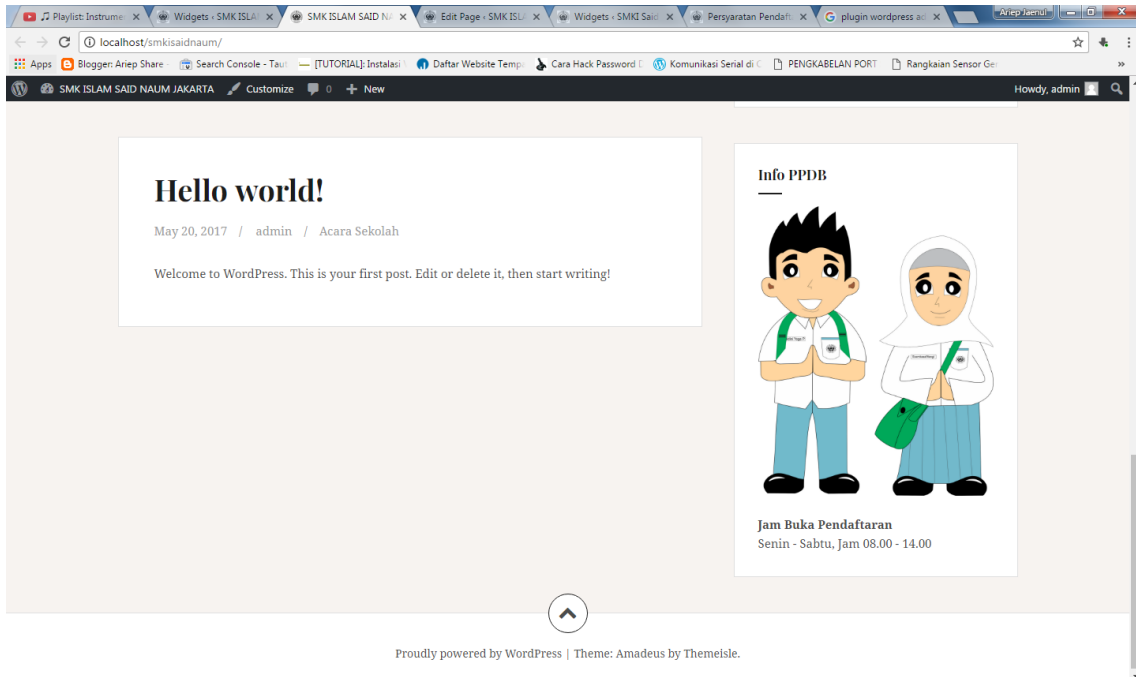 Playlist: Instrume
Widgets ‹ SMK ISLA
SMK ISLAM SAID NA
Edit Page ‹ SMK ISL
Widgets ‹ SMKI Said
Persyaratan Pendaft
plugin wordpress ad
Ariep Jaenul
localhost/smkisaidnaum/
Apps
Blogger: Ariep Share -
Search Console - Taut
[TUTORIAL]: Instalasi
Daftar Website Temp
Cara Hack Password
Komunikasi Serial di C
PENGKABELAN PORT
Rangkaian Sensor Ger
»
SMK ISLAM SAID NAUM JAKARTA
Customize
0
+ New
Howdy, admin
Hello world!
May 20, 2017 / admin / Acara Sekolah
Welcome to WordPress. This is your first post. Edit or delete it, then start writing!
Info PPDB
Jam Buka Pendaftaran
Senin - Sabtu, Jam 08.00 - 14.00
Proudly powered by WordPress | Theme: Amadeus by Themeisle.